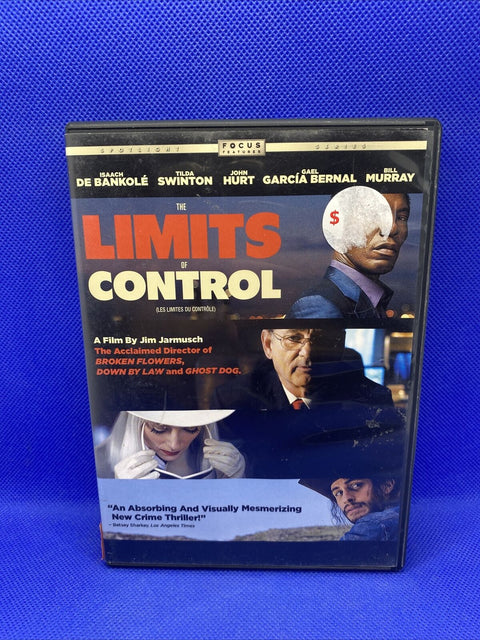 SPOTLIGHT FOCUS FEATURES SERIES
ISAACH DE BANKOLÉ TILDA SWINTON JOHN HURT GAEL GARCÍA BERNAL BILL MURRAY
THE
LIMITS
OF
CONTROL
(LES LIMITES DU CONTRÔLE)
$
A Film By Jim Jarmusch
The Acclaimed Director of
BROKEN FLOWERS,
DOWN BY LAW and GHOST DOG.
"An Absorbing And Visually Mesmerizing
New Crime Thriller!"
- Betsy Sharkey, Los Angeles Times